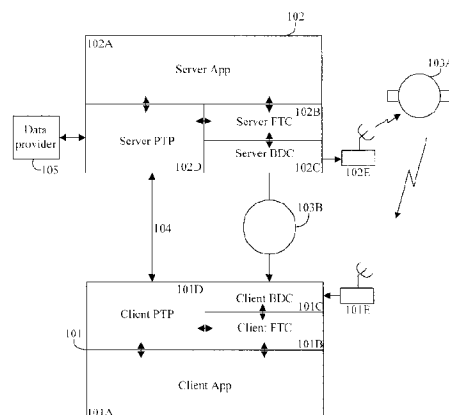 102
102A
103A
Server App
102B
Server FTC
Data provider
105
Server PTP
Server BDC
102D
102C
102E
104
103B
101D
Client BDC
101C
101E
Client PTP
Client FTC
101
101B
Client App
101A